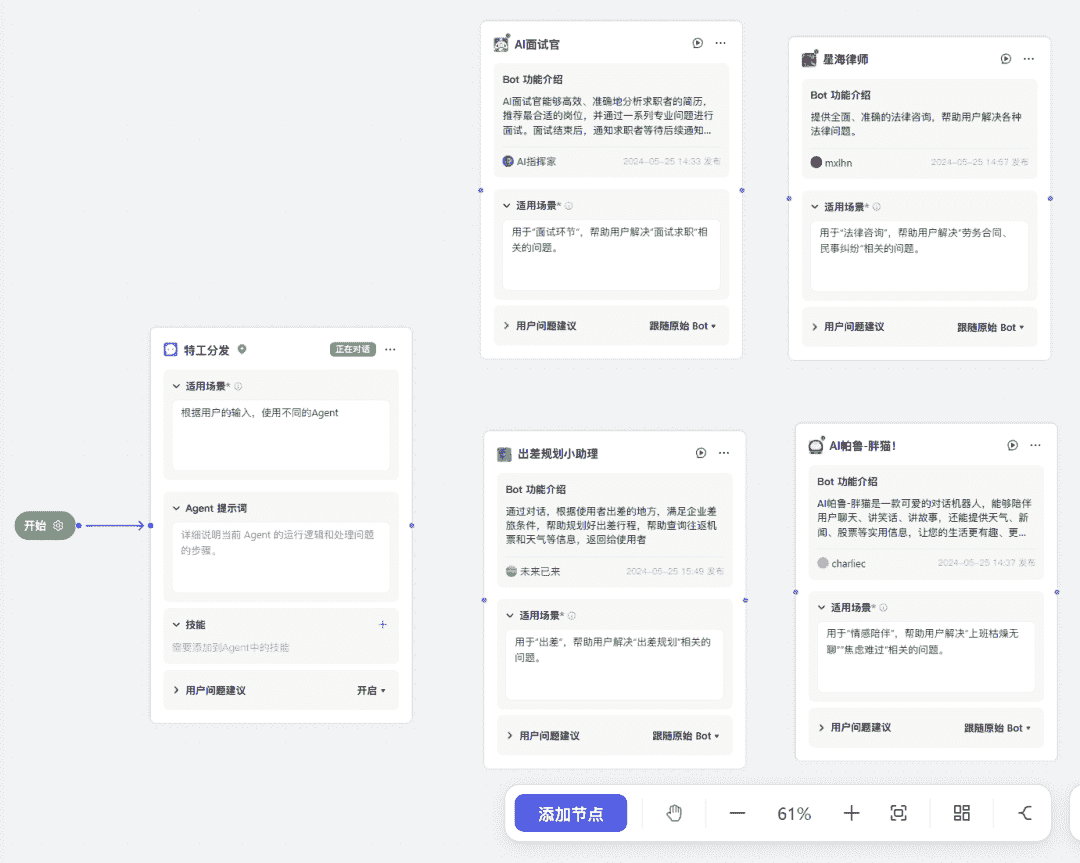 开始
特工分发
正在对话
适用场景*
根据用户的输入，使用不同的Agent
Agent 提示词
详细说明当前 Agent 的运行逻辑和处理问题
的步骤。
技能
需要添加到Agent中的技能
用户问题建议
开启
AI面试官
Bot 功能介绍
AI面试官能够高效、准确地分析求职者的简历，
推荐最合适的岗位，并通过一系列专业问题进行
面试。面试结束后，通知求职者等待后续通知...
AI指挥家
2024-05-25 14:33 发布
适用场景*
用于“面试环节”，帮助用户解决“面试求职”相
关的问题。
用户问题建议
跟随原始 Bot
星海律师
Bot 功能介绍
提供全面、准确的法律咨询，帮助用户解决各种
法律问题。
mxlhn
2024-05-25 14:57 发布
适用场景*
用于“法律咨询”，帮助用户解决“劳务合同、
民事纠纷”相关的问题。
用户问题建议
跟随原始 Bot
出差规划小助理
Bot 功能介绍
通过对话，根据使用者出差的地方，满足企业差
旅条件，帮助规划好出差行程，帮助查询往返机
票和天气等信息，返回给使用者
未来已来
2024-05-25 15:49 发布
适用场景*
用于“出差”，帮助用户解决“出差规划”相关的
问题。
用户问题建议
跟随原始 Bot
AI帕鲁-胖猫!
Bot 功能介绍
AI帕鲁-胖猫是一款可爱的对话机器人，能够陪伴
用户聊天、讲笑话、讲故事，还能提供天气、新
闻、股票等实用信息，让您的生活更有趣、更...
charliec
2024-05-25 14:37 发布
适用场景*
用于“情感陪伴”，帮助用户解决“上班枯燥无
聊”“焦虑难过”相关的问题。
用户问题建议
跟随原始 Bot
添加节点
61%